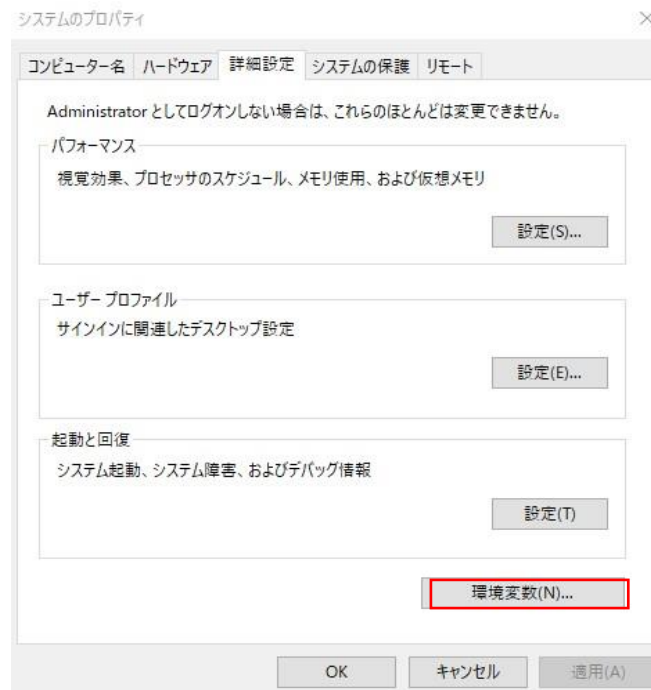 システムのプロパティ
コンピューター名 ハードウェア 詳細設定 システムの保護 リモート
Administrator としてログオンしない場合は、これらのほとんどは変更できません。
パフォーマンス
視覚効果、プロセッサのスケジュール、メモリ使用、および仮想メモリ
設定(S)...
ユーザー プロファイル
サインインに関連したデスクトップ設定
設定(E)...
起動と回復
システム起動、システム障害、およびデバッグ情報
設定(T)
環境変数(N)...
OK キャンセル 適用(A)